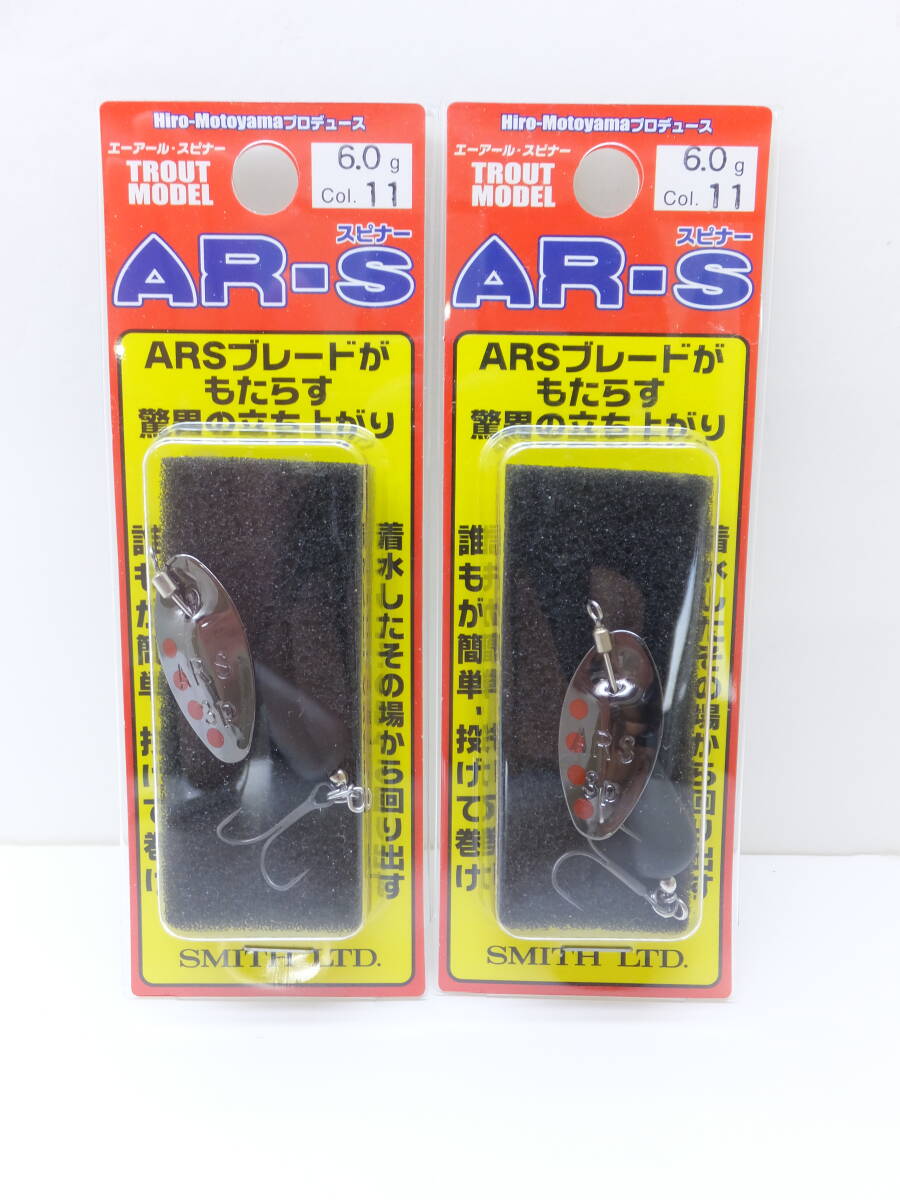 Hiro-Motoyamaプロデュース
エーアール・スピナー
TROUT
MODEL
6.0 g
Col. 11
スピナー
AR-S
ARSブレードが
もたらす
驚異の立ち上がり
着水したその場から回り出す
ARS
SP
SMITH LTD.
Hiro-Motoyamaプロデュース
エーアール・スピナー
TROUT
MODEL
6.0 g
Col. 11
スピナー
AR-S
ARSブレードが
もたらす
驚異の立ち上がり
誰もが簡単・投げて巻け
ARS
SP
SMITH LTD.